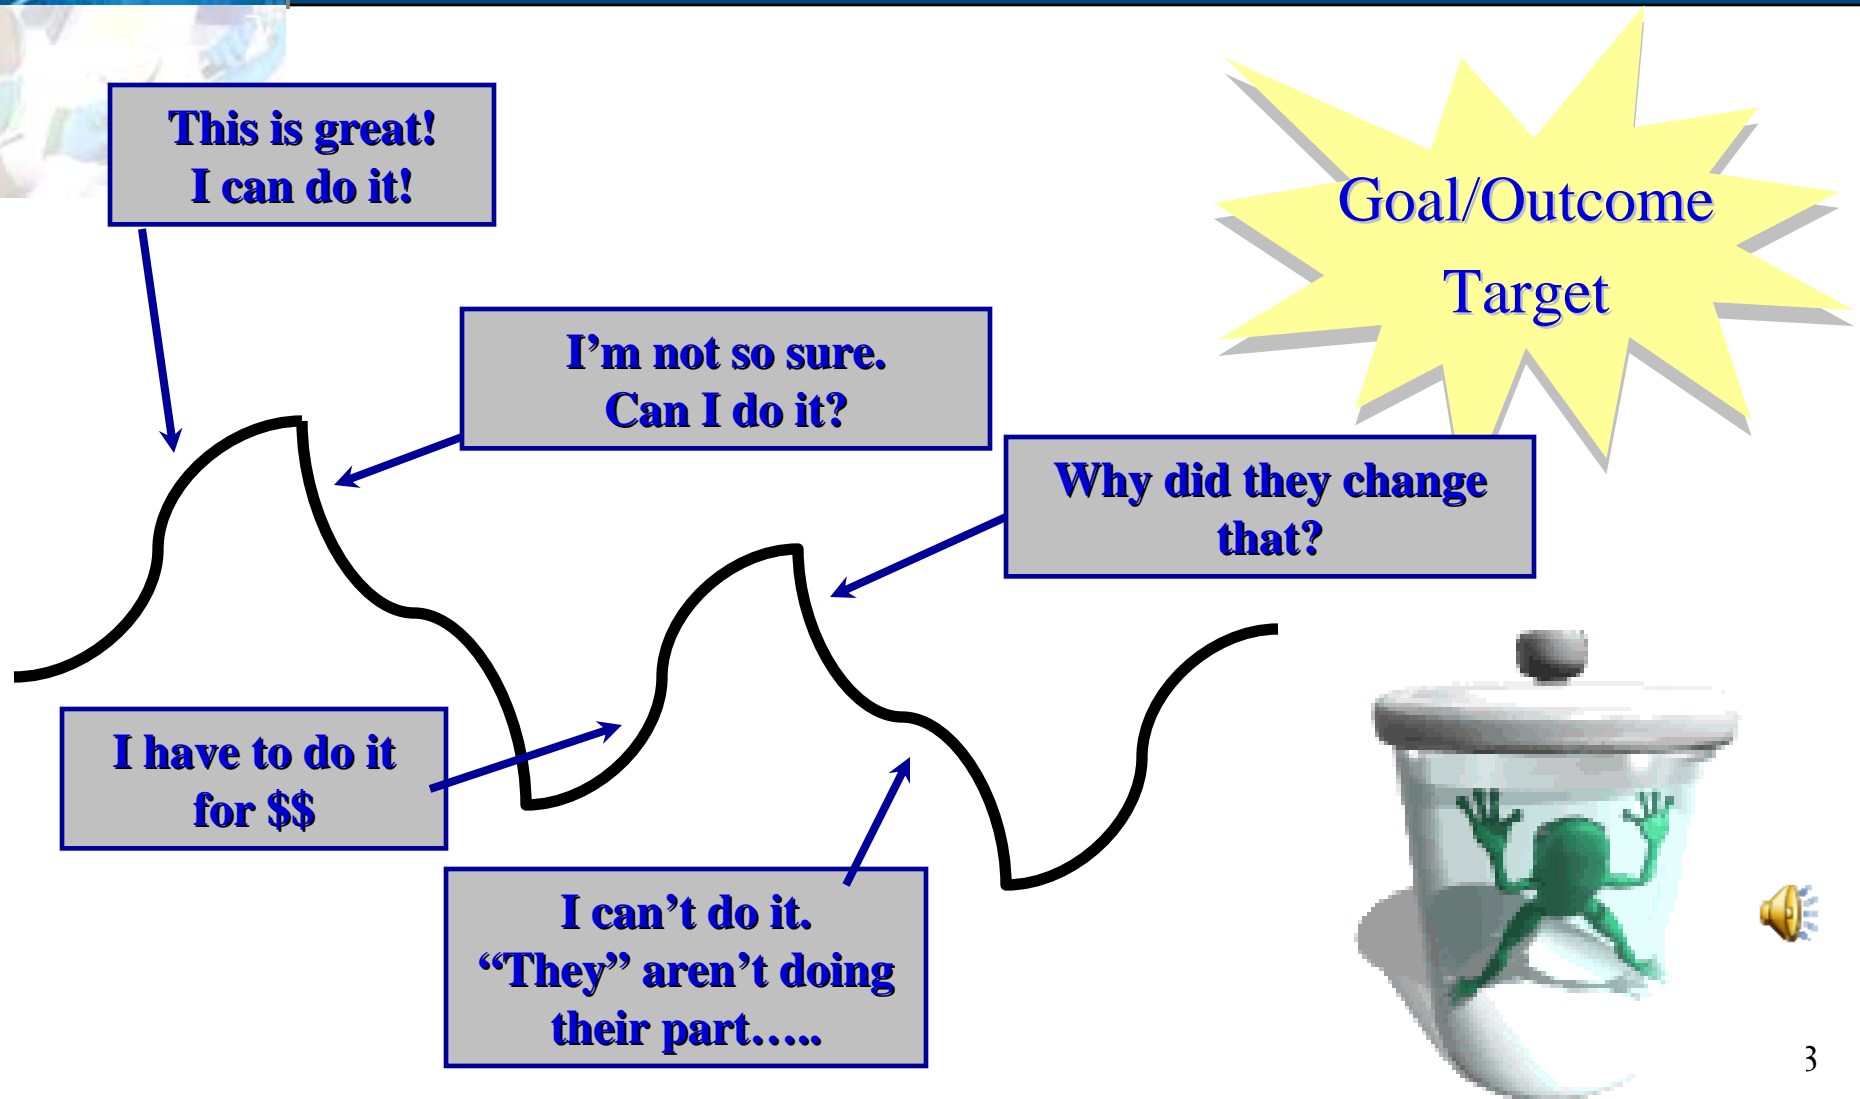 This is great!
I can do it!
Goal/Outcome
Target
I’m not so sure.
Can I do it?
Why did they change
that?
I have to do it
for $$
I can’t do it.
“They” aren’t doing
their part…..
3